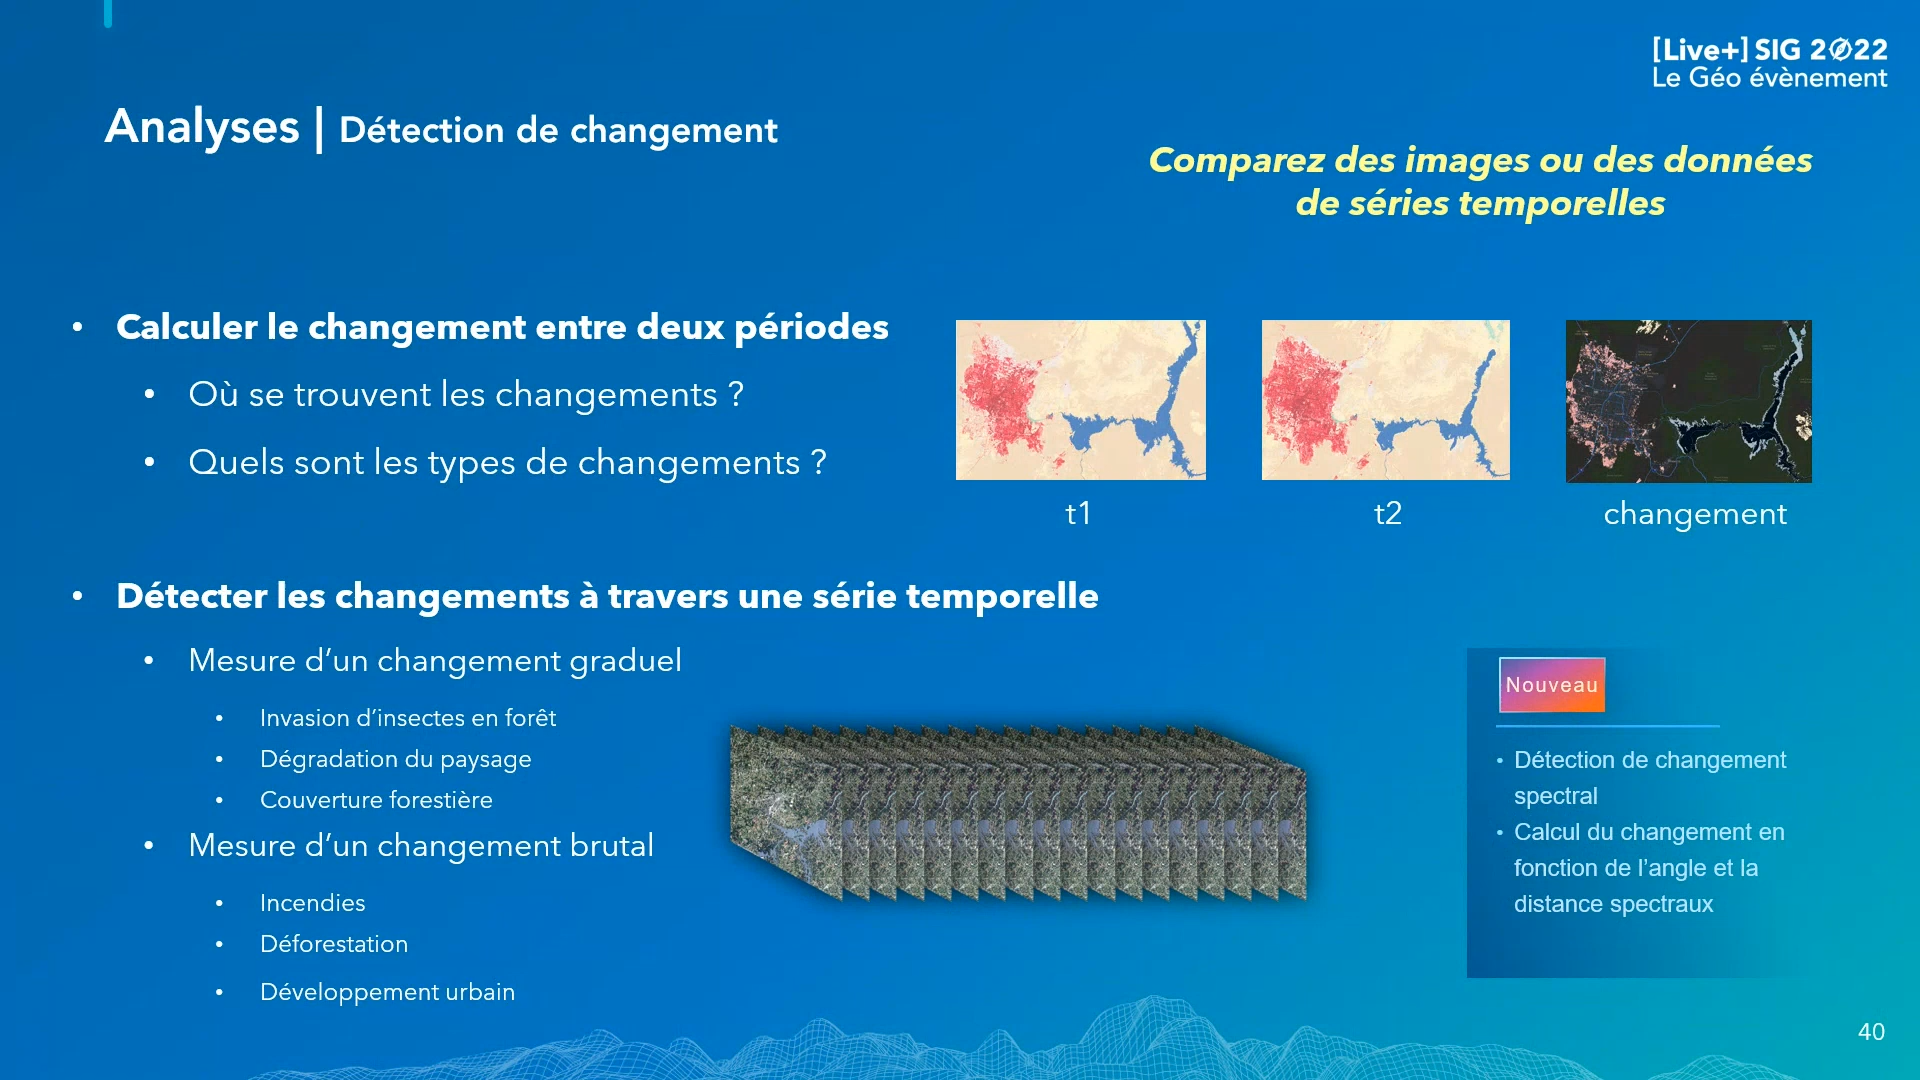 [Live+] SIG 2022
Le Géo évènement
Analyses | Détection de changement
Comparez des images ou des données
de séries temporelles
• Calculer le changement entre deux périodes
• Où se trouvent les changements ?
• Quels sont les types de changements ?
t1
t2
changement
• Détecter les changements à travers une série temporelle
• Mesure d’un changement graduel
• Invasion d’insectes en forêt
• Dégradation du paysage
• Couverture forestière
• Mesure d’un changement brutal
• Incendies
• Déforestation
• Développement urbain
Nouveau
• Détection de changement
spectral
• Calcul du changement en
fonction de l’angle et la
distance spectraux
40